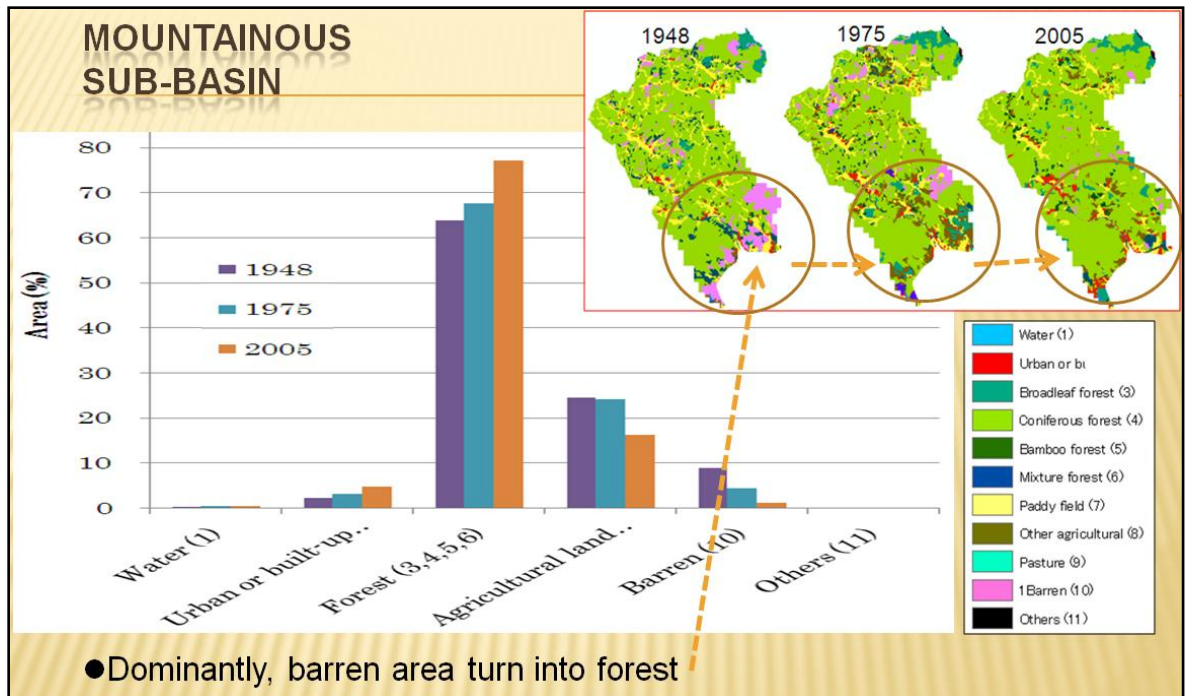 MOUNTAINOUS
SUB-BASIN
1948
1975
2005
80
70
60
50
40
30
20
10
0
Area(%)
1948
1975
2005
Water (1)
Urban or built-up..
Forest (3,4,5,6)
Agricultural land..
Barren (10)
Others (11)
Water (1)
Urban or bu
Broadleaf forest (3)
Coniferous forest (4)
Bamboo forest (5)
Mixture forest (6)
Paddy field (7)
Other agricultural (8)
Pasture (9)
1Barren (10)
Others (11)
●Dominantly, barren area turn into forest